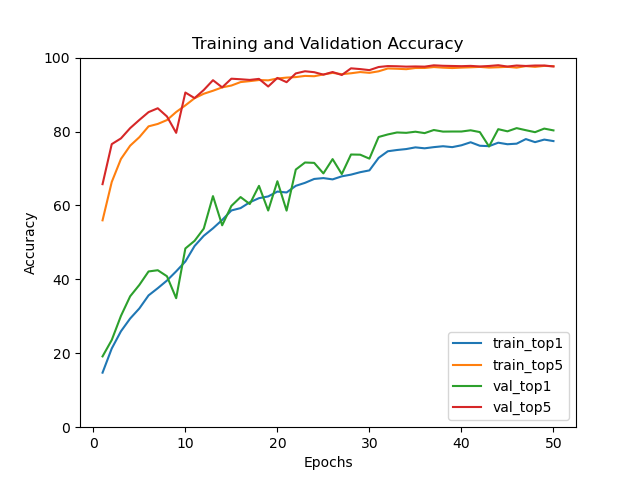 Training and Validation Accuracy
100
80
60
40
20
0
Accuracy
0 10 20 30 40 50
Epochs
train_top1
train_top5
val_top1
val_top5